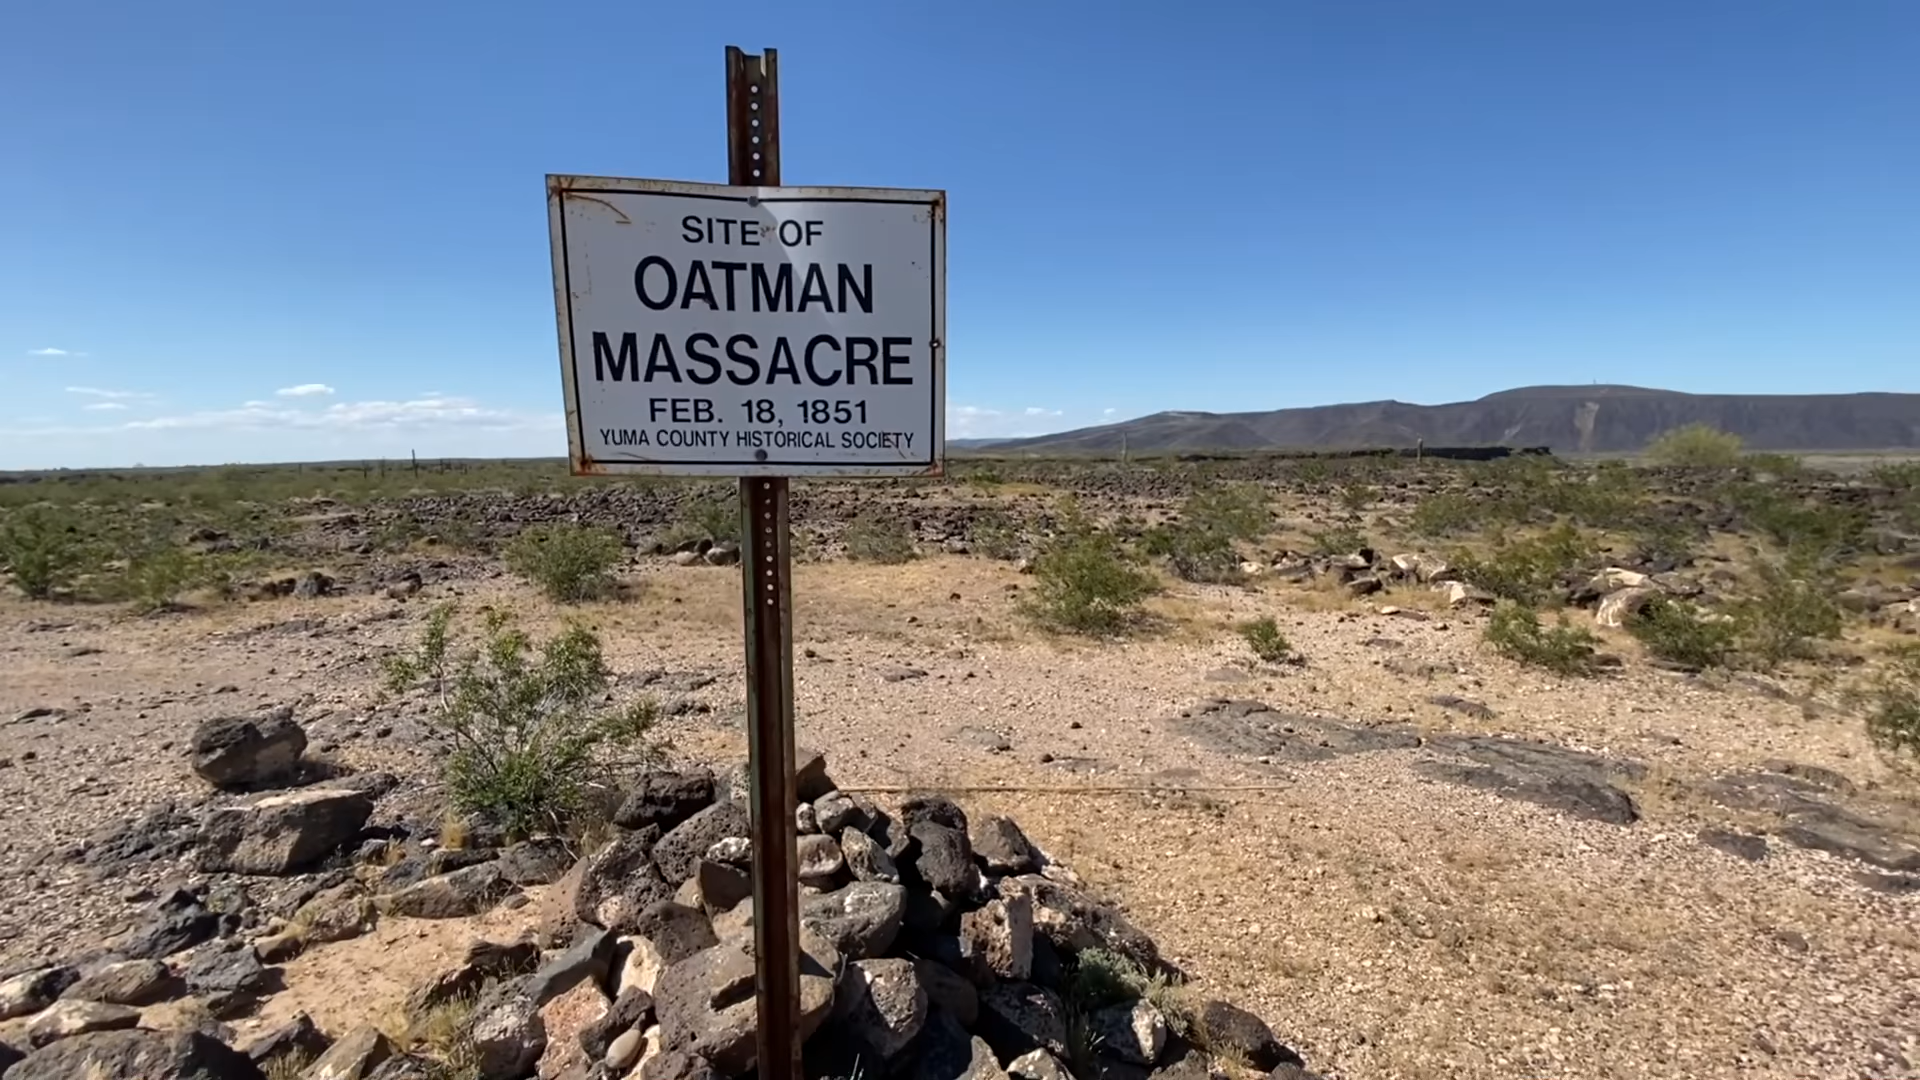 SITE OF
OATMAN
MASSACRE
FEB. 18, 1851
YUMA COUNTY HISTORICAL SOCIETY